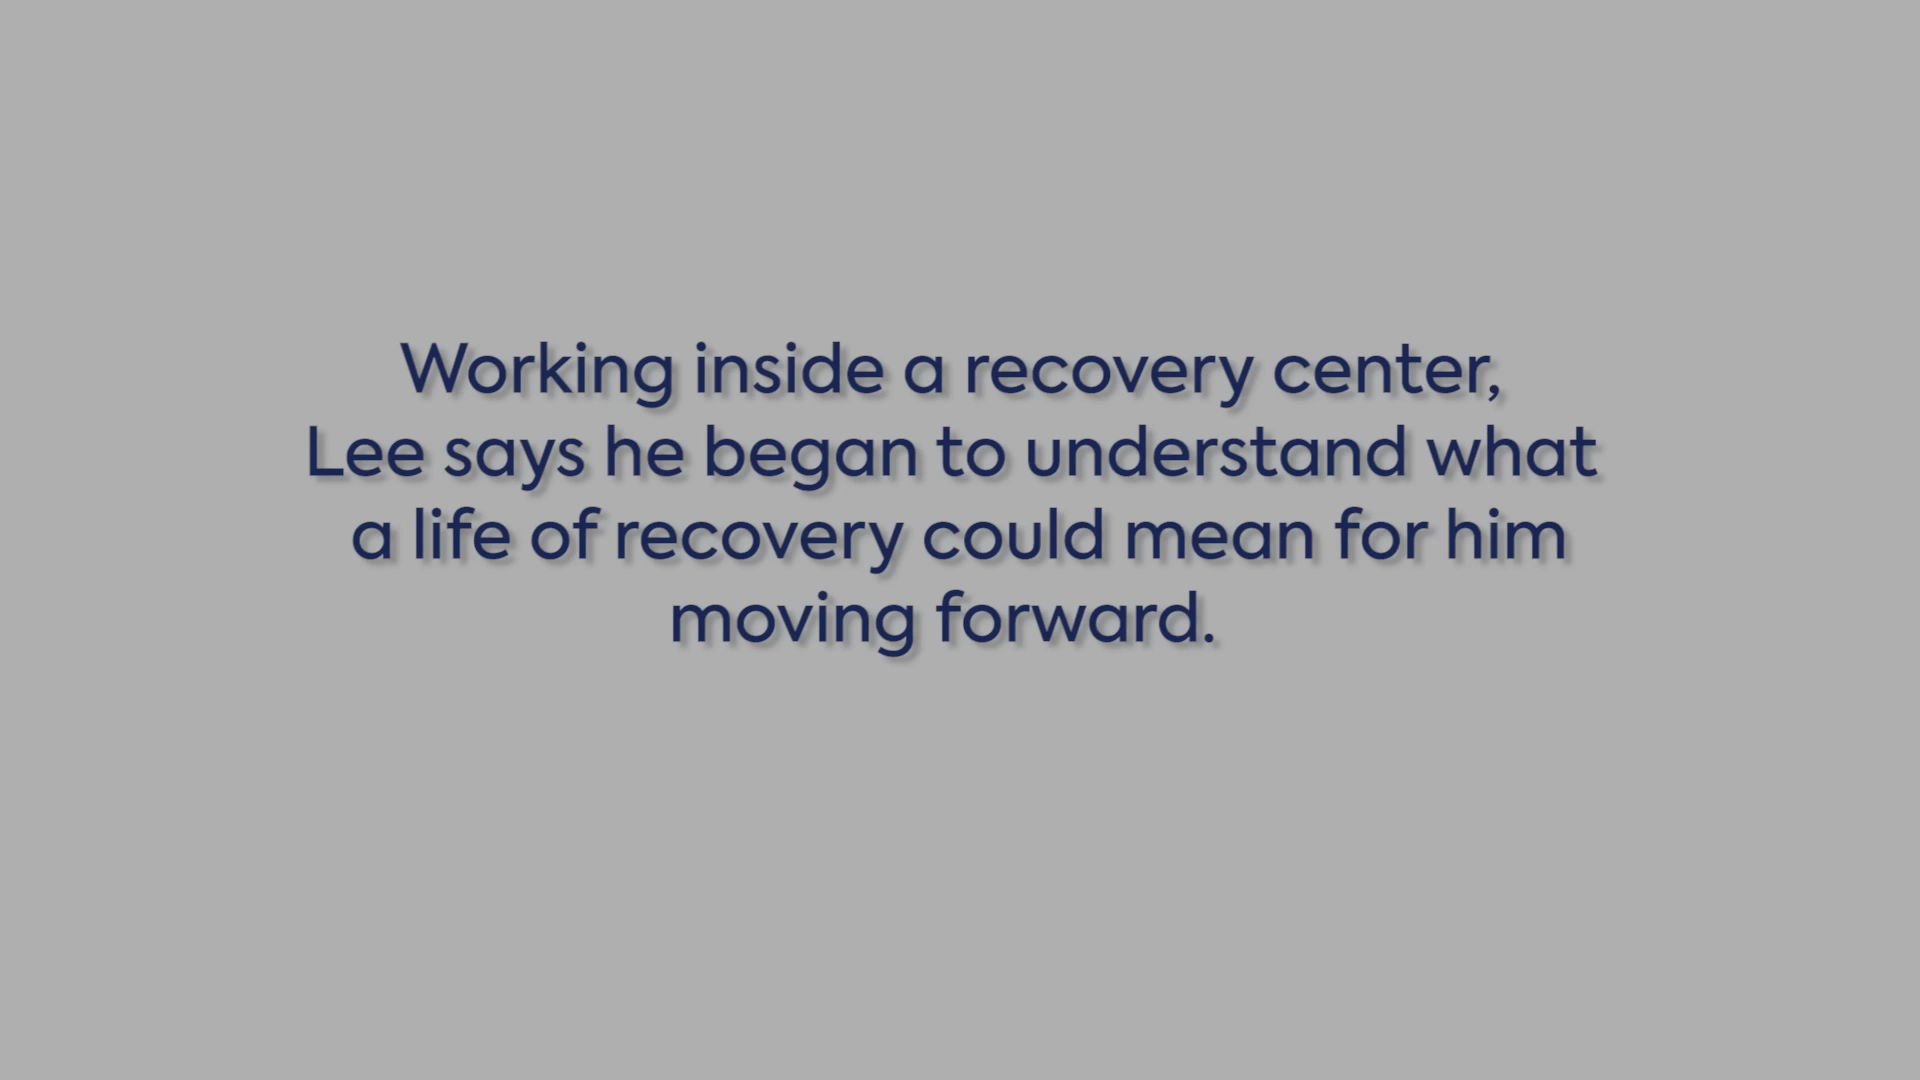 Working inside a recovery center,
Lee says he began to understand what
a life of recovery could mean for him
moving forward.